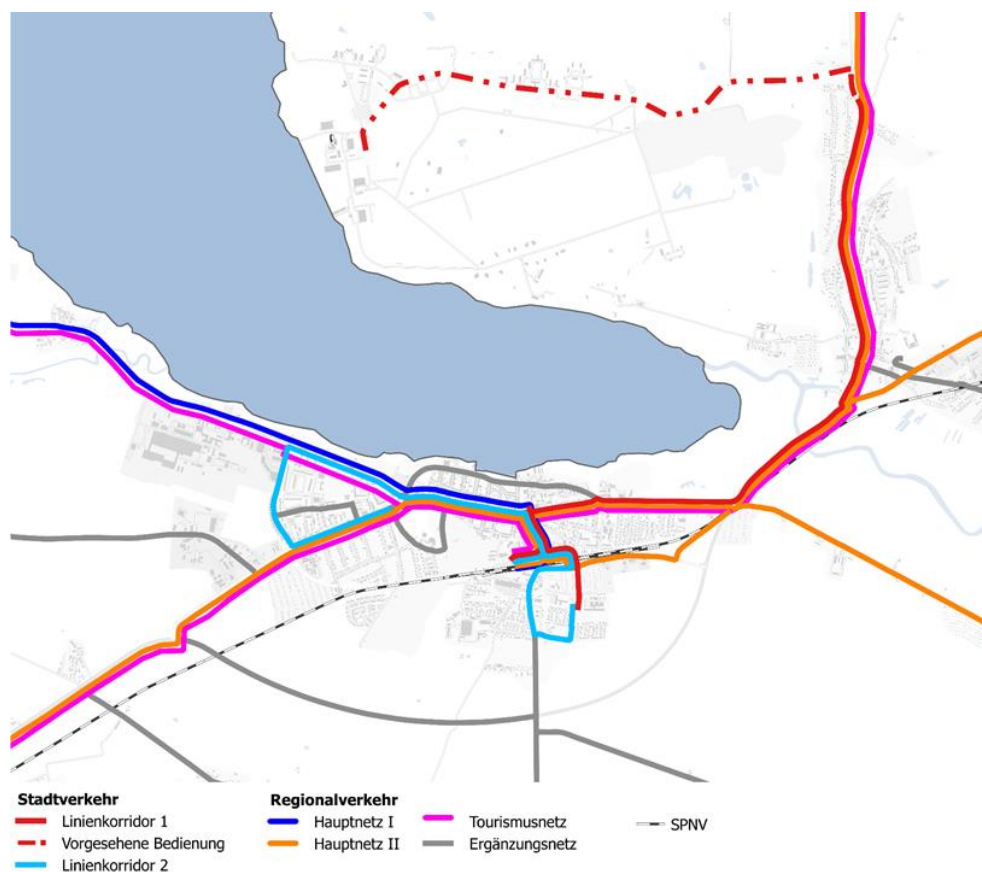 Stadtverkehr
Linienkorridor 1
Vorgesehene Bedienung
Linienkorridor 2
Regionalverkehr
Hauptnetz I
Hauptnetz II
Tourismusnetz
Ergänzungsnetz
SPNV